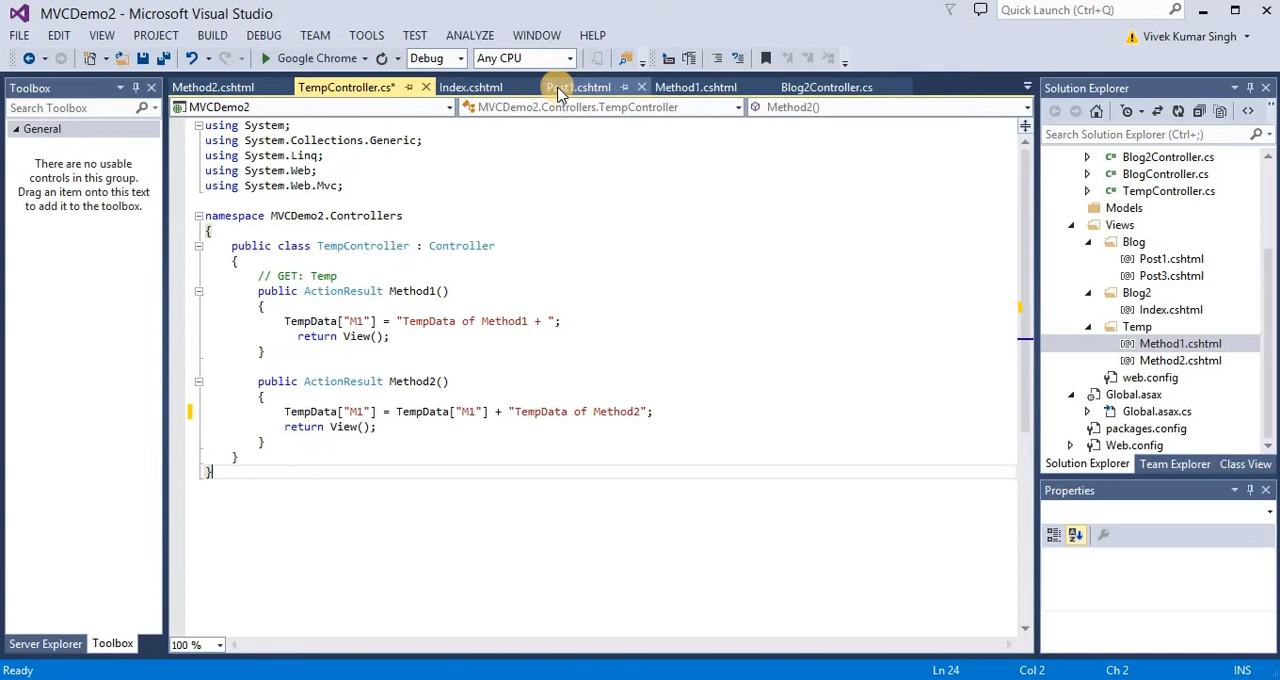 MVCDemo2 - Microsoft Visual Studio
Quick Launch (Ctrl+;)
FILE EDIT VIEW PROJECT BUILD DEBUG TEAM TOOLS TEST ANALYZE WINDOW HELP
Vivek Kumar Singh
Google Chrome Debug Any CPU
Toolbox
Search Toolbox
General
There are no usable
controls in this group.
Drag an item onto this text
to add it to the toolbox.
Server Explorer Toolbox
Method2.cshtml TempController.cs* Index.cshtml Post1.cshtml Method1.cshtml Blog2Controller.cs
MVCDemo2 MVCDemo2.Controllers.TempController Method2()
using System;
using System.Collections.Generic;
using System.Linq;
using System.Web;
using System.Web.Mvc;
namespace MVCDemo2.Controllers
{
public class TempController : Controller
{
// GET: Temp
public ActionResult Method1()
{
TempData["M1"] = "TempData of Method1 + ";
return View();
}
public ActionResult Method2()
{
TempData["M1"] = TempData["M1"] + "TempData of Method2";
return View();
}
}
}
100 %
Solution Explorer
Search Solution Explorer (Ctrl+;)
Blog2Controller.cs
BlogController.cs
TempController.cs
Models
Views
Blog
Post1.cshtml
Post3.cshtml
Blog2
Index.cshtml
Temp
Method1.cshtml
Method2.cshtml
web.config
Global.asax
Global.asax.cs
packages.config
Web.config
Solution Explorer Team Explorer Class View
Properties
Ready Ln 24 Col 2 Ch 2 INS